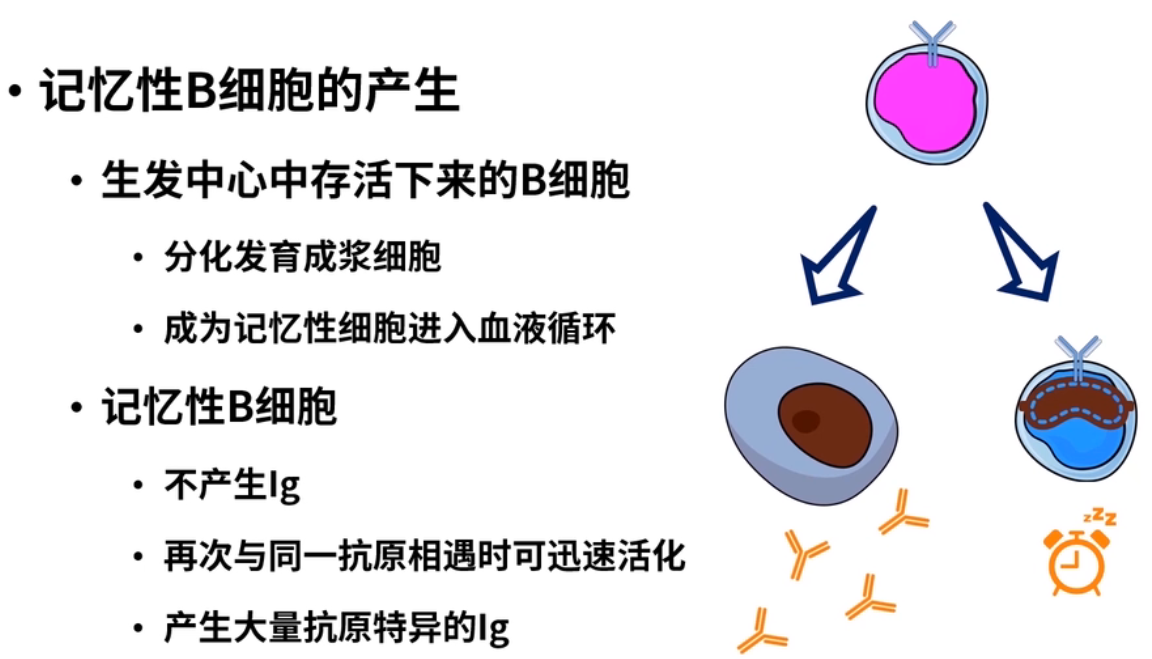 • 记忆性B细胞的产生
• 生发中心中存活下来的B细胞
• 分化发育成浆细胞
• 成为记忆性细胞进入血液循环
• 记忆性B细胞
• 不产生Ig
• 再次与同一抗原相遇时可迅速活化
• 产生大量抗原特异的Ig
zZZ